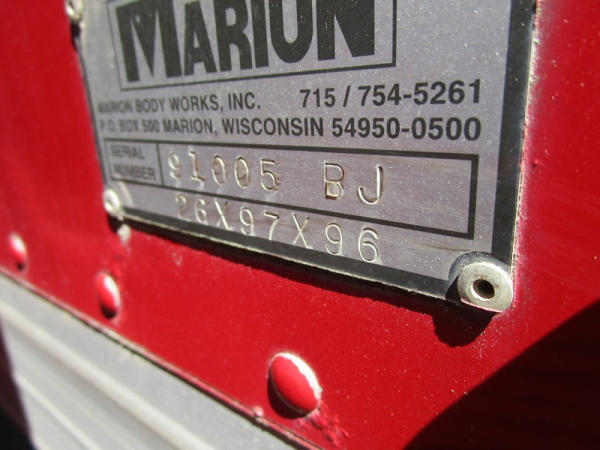 MARION
MARION BODY WORKS, INC. 715 / 754-5261
P.O. BOX 500 MARION, WISCONSIN 54950-0500
SERIAL NUMBER 91005 BJ
26X97X96